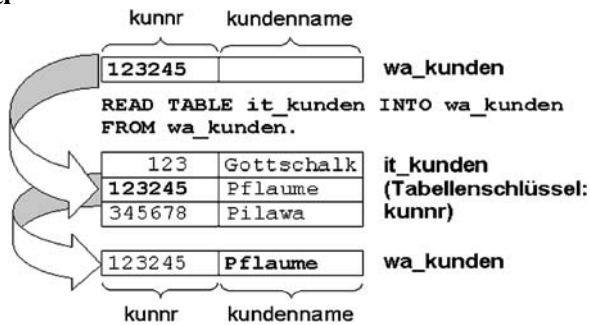 kunnr kundenname
123245 wa_kunden
READ TABLE it_kunden INTO wa_kunden
FROM wa_kunden.
123 Gottschalk it_kunden
123245 Pflaume (Tabellenschlüssel:
345678 Pilawa kunnr)
123245 Pflaume wa_kunden
kunnr kundenname